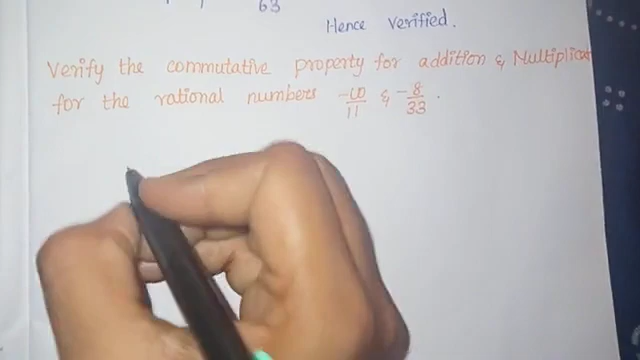 63
Hence Verified.
Verify the commutative property for addition & Multiplicat
for the rational numbers -10/11 & -8/33 .